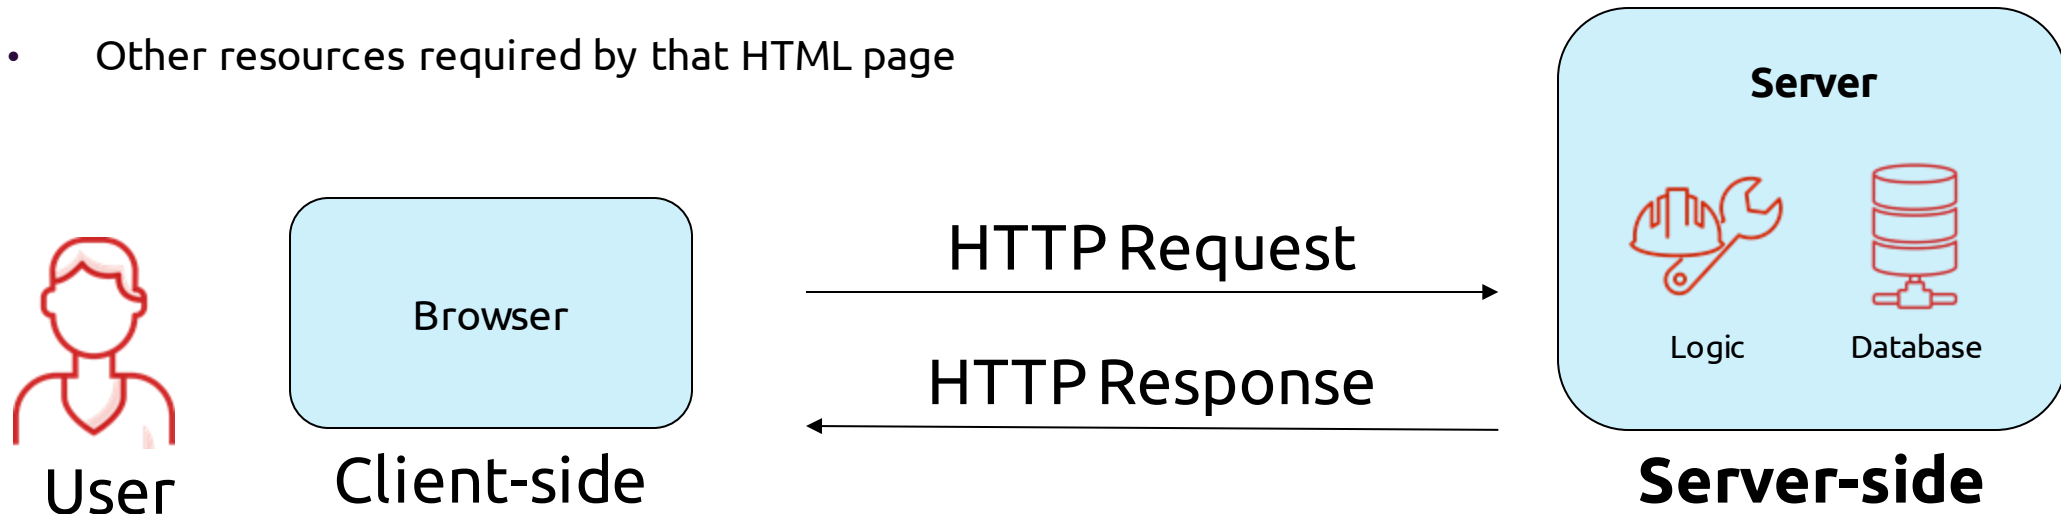 • Other resources required by that HTML page
Server
HTTP Request
Browser
Logic Database
HTTP Response
User
Client-side
Server-side